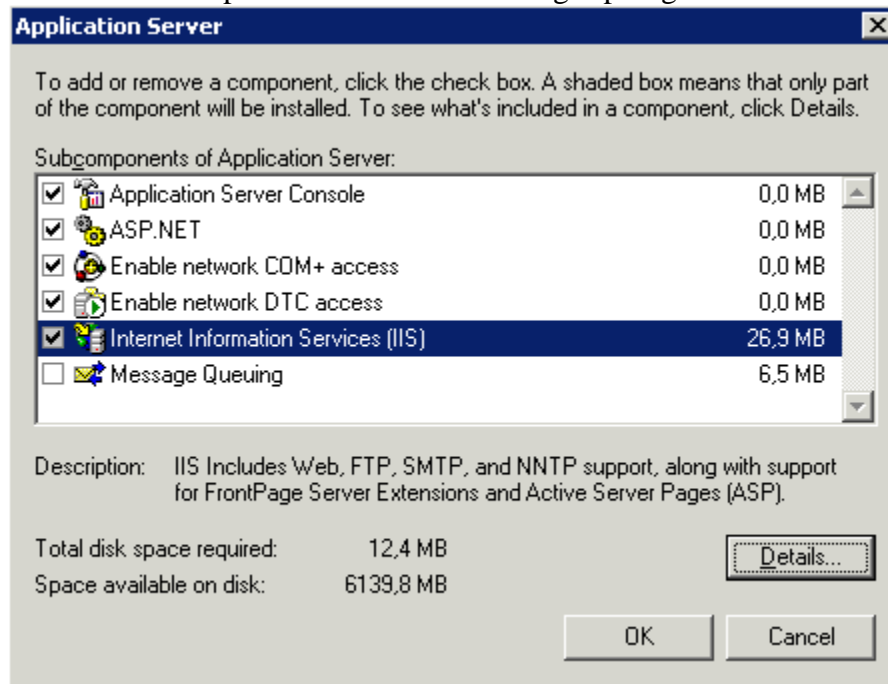 Application Server
To add or remove a component, click the check box. A shaded box means that only part
of the component will be installed. To see what's included in a component, click Details.
Subcomponents of Application Server:
Application Server Console 0,0 MB
ASP.NET 0,0 MB
Enable network COM+ access 0,0 MB
Enable network DTC access 0,0 MB
Internet Information Services (IIS) 26,9 MB
Message Queuing 6,5 MB
Description: IIS Includes Web, FTP, SMTP, and NNTP support, along with support
for FrontPage Server Extensions and Active Server Pages (ASP).
Total disk space required: 12,4 MB
Space available on disk: 6139,8 MB
Details...
OK Cancel